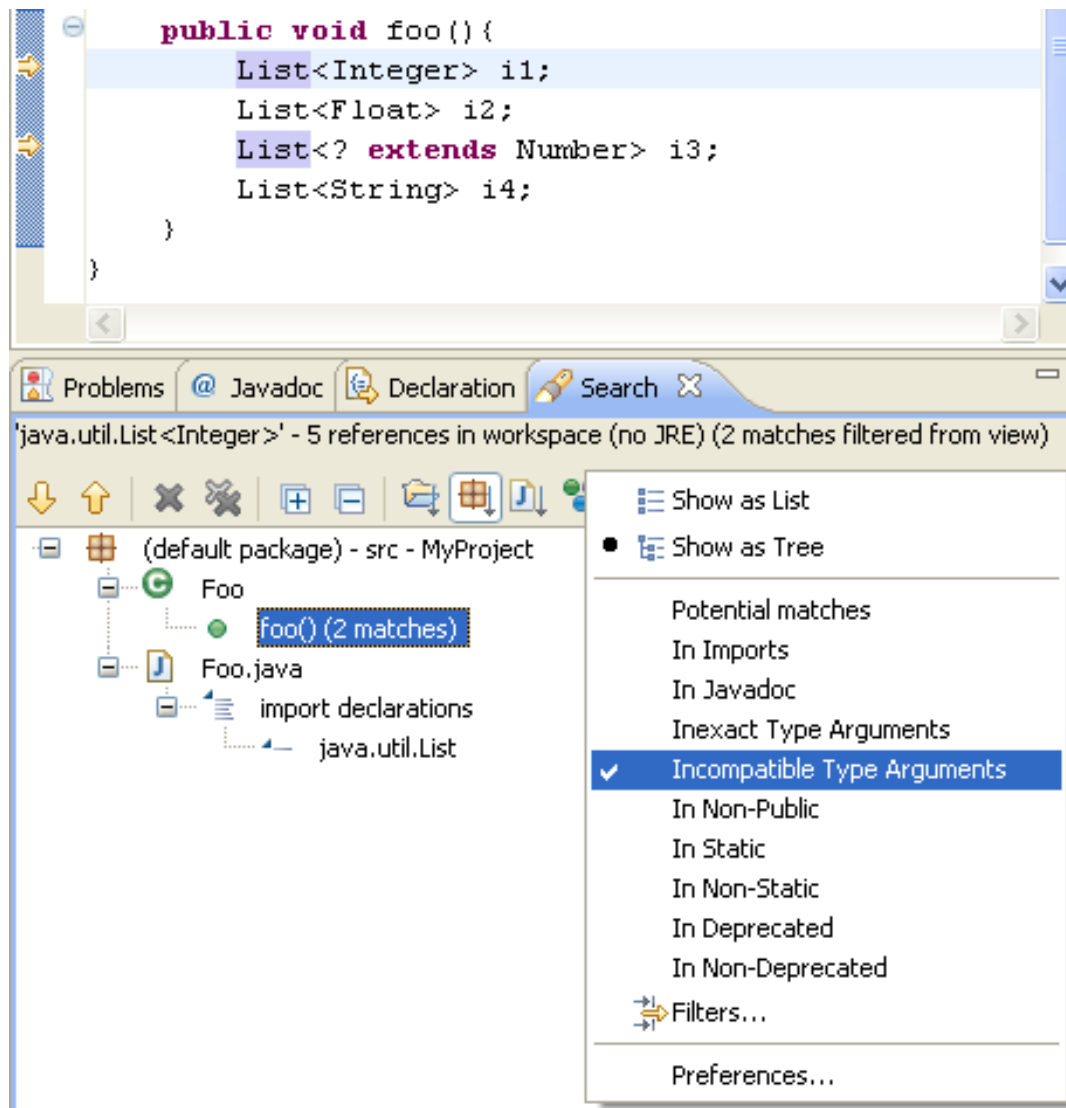 public void foo(){
List<Integer> i1;
List<Float> i2;
List<? extends Number> i3;
List<String> i4;
}
}
Problems @ Javadoc Declaration Search
'java.util.List<Integer>' - 5 references in workspace (no JRE) (2 matches filtered from view)
(default package) - src - MyProject
Foo
foo() (2 matches)
Foo.java
import declarations
java.util.List
Show as List
Show as Tree
Potential matches
In Imports
In Javadoc
Inexact Type Arguments
Incompatible Type Arguments
In Non-Public
In Static
In Non-Static
In Deprecated
In Non-Deprecated
Filters...
Preferences...